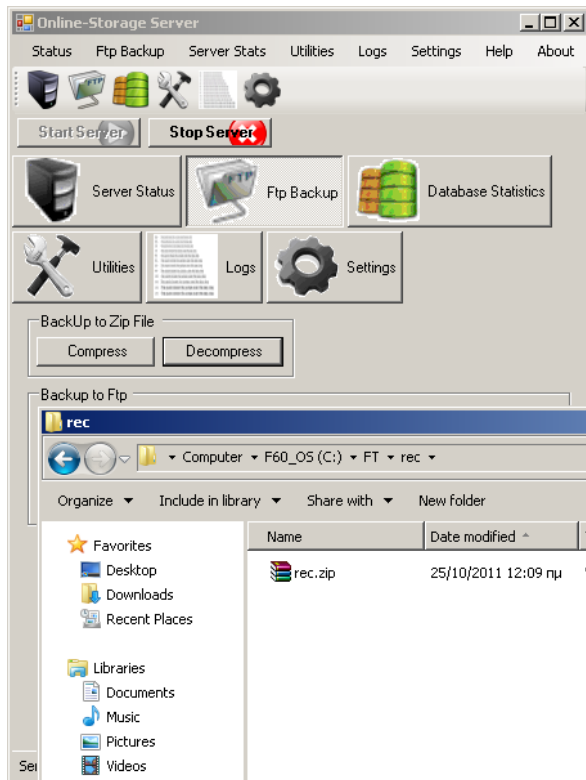 Online-Storage Server
Status Ftp Backup Server Stats Utilities Logs Settings Help About
Start Server Stop Server
Server Status Ftp Backup Database Statistics
Utilities Logs Settings
BackUp to Zip File
Compress Decompress
Backup to Ftp
rec
Computer F60_OS (C:) FT rec
Organize Include in library Share with New folder
Favorites Name Date modified
Desktop rec.zip 25/10/2011 12:09 πμ
Downloads
Recent Places
Libraries
Documents
Music
Pictures
Videos